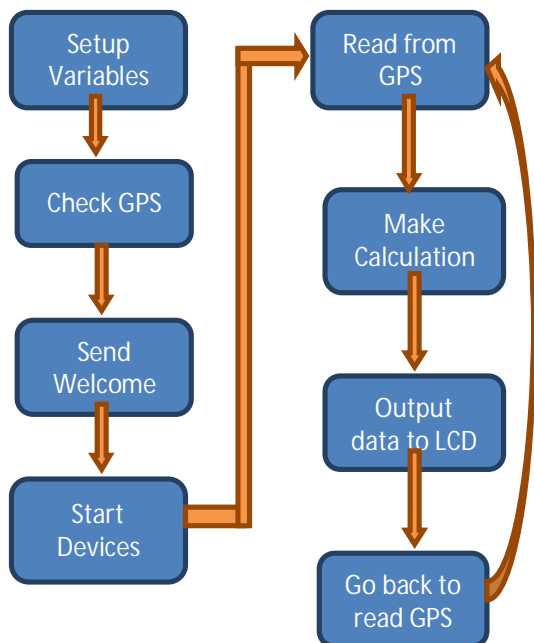 Setup
Variables
Check GPS
Send
Welcome
Start
Devices
Read from
GPS
Make
Calculation
Output
data to LCD
Go back to
read GPS